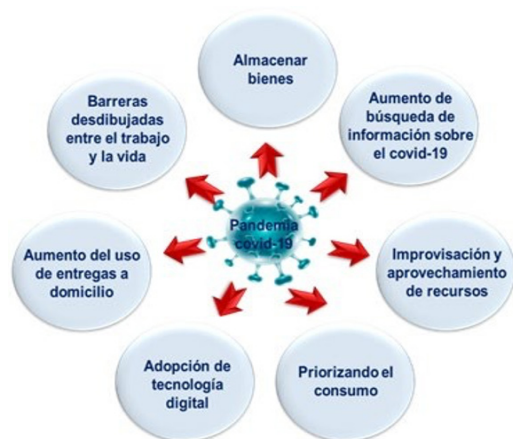 Almacenar
bienes
Aumento de
búsqueda de
información sobre
el covid-19
Improvisación y
aprovechamiento
de recursos
Priorizando el
consumo
Adopción de
tecnología
digital
Aumento del uso
de entregas a
domicilio
Barreras
desdibujadas
entre el trabajo
y la vida
Pandemia
covid-19